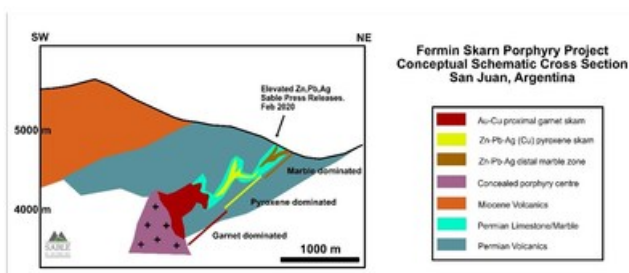 SW
NE
Fermin Skarn Porphyry Project
Conceptual Schematic Cross Section
San Juan, Argentina
Elevated Zn,Pb,Ag
Sable Press Releases.
Feb 2020
5000 m
4000 m
Marble dominated
Pyroxene dominated
Garnet dominated
1000 m
SABLE
Au-Cu proximal garnet skarn
Zn-Pb-Ag (Cu) pyroxene skarn
Zn-Pb-Ag distal marble zone
Concealed porphyry centre
Miocene Volcanics
Permian Limestone/Marble
Permian Volcanics